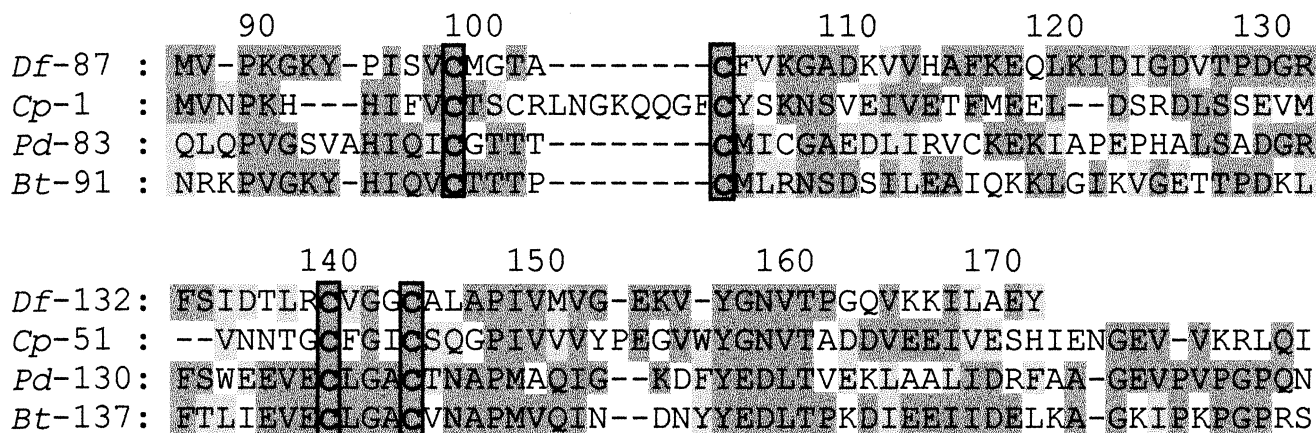 90 100 110 120 130
Df-87 : MV-PKGKY-PISVCMGTA--------CFVKGADKVVHAFKEQLKIDIGDVTPDGR
Cp-1 : MVNPKH---HIFVCTSCRLNGKQQGFCYSKNSVEIVETFMEEL--DSRDLSSEVM
Pd-83 : QLQPVGSVAHIQICGTTT--------CMICGAEDLIRVCKEKIAPEPHALSADGR
Bt-91 : NRKPVGKY-HIQVCTTTP--------CMLRNSDSILEAIQKKLGIKVGETTPDKL
140 150 160 170
Df-132: FSIDTLRCVGGCALAPIVMVG-EKV-YGNVTPGQVKKILAEY
Cp-51 : --VNNTGCFGICSQGPIVVVYPEGVWYGNVTADDVEEIVESHIENGEV-VKRLQI
Pd-130: FSWEEVECLGACTNAPMAQIG--KDFYEDLTVEKLAALIDRFAA-GEVPVPGPQN
Bt-137: FTLIEVECLGACVNAPMVQIN--DNYYEDLTPKDIEEIIDELKA-GKIPKPGPRS